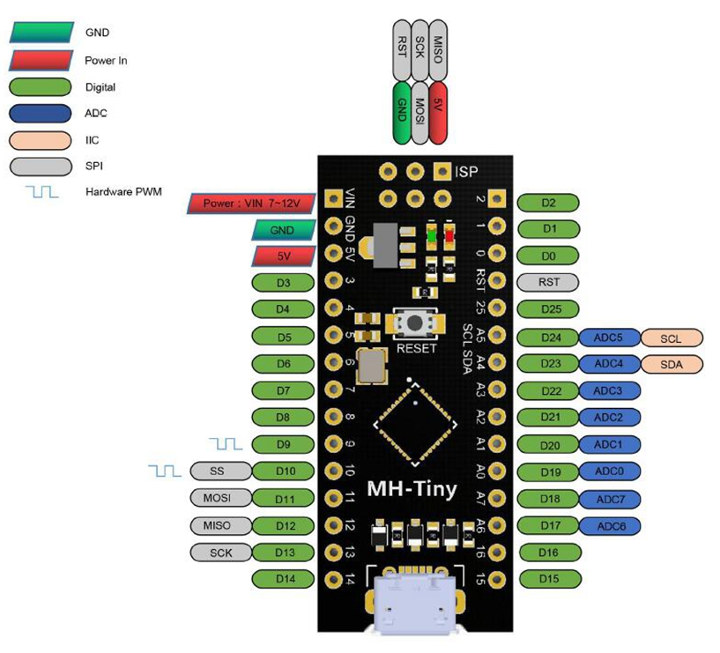 GND
Power In
Digital
ADC
IIC
SPI
Hardware PWM
RST
SCK
MISO
GND
MOSI
5V
ISP
Power : VIN 7~12V
VIN
2
D2
GND
GND
1
D1
5V
5V
0
D0
D3
3
RST
RST
D4
4
25
D25
D5
5
RESET
SCL
A5
D24
ADC5
SCL
D6
6
SDA
A4
D23
ADC4
SDA
D7
7
A3
D22
ADC3
D8
8
A2
D21
ADC2
D9
9
A1
D20
ADC1
SS
D10
10
A0
D19
ADC0
MOSI
D11
11
MH-Tiny
A7
D18
ADC7
MISO
D12
12
A6
D17
ADC6
SCK
D13
13
16
D16
D14
14
15
D15